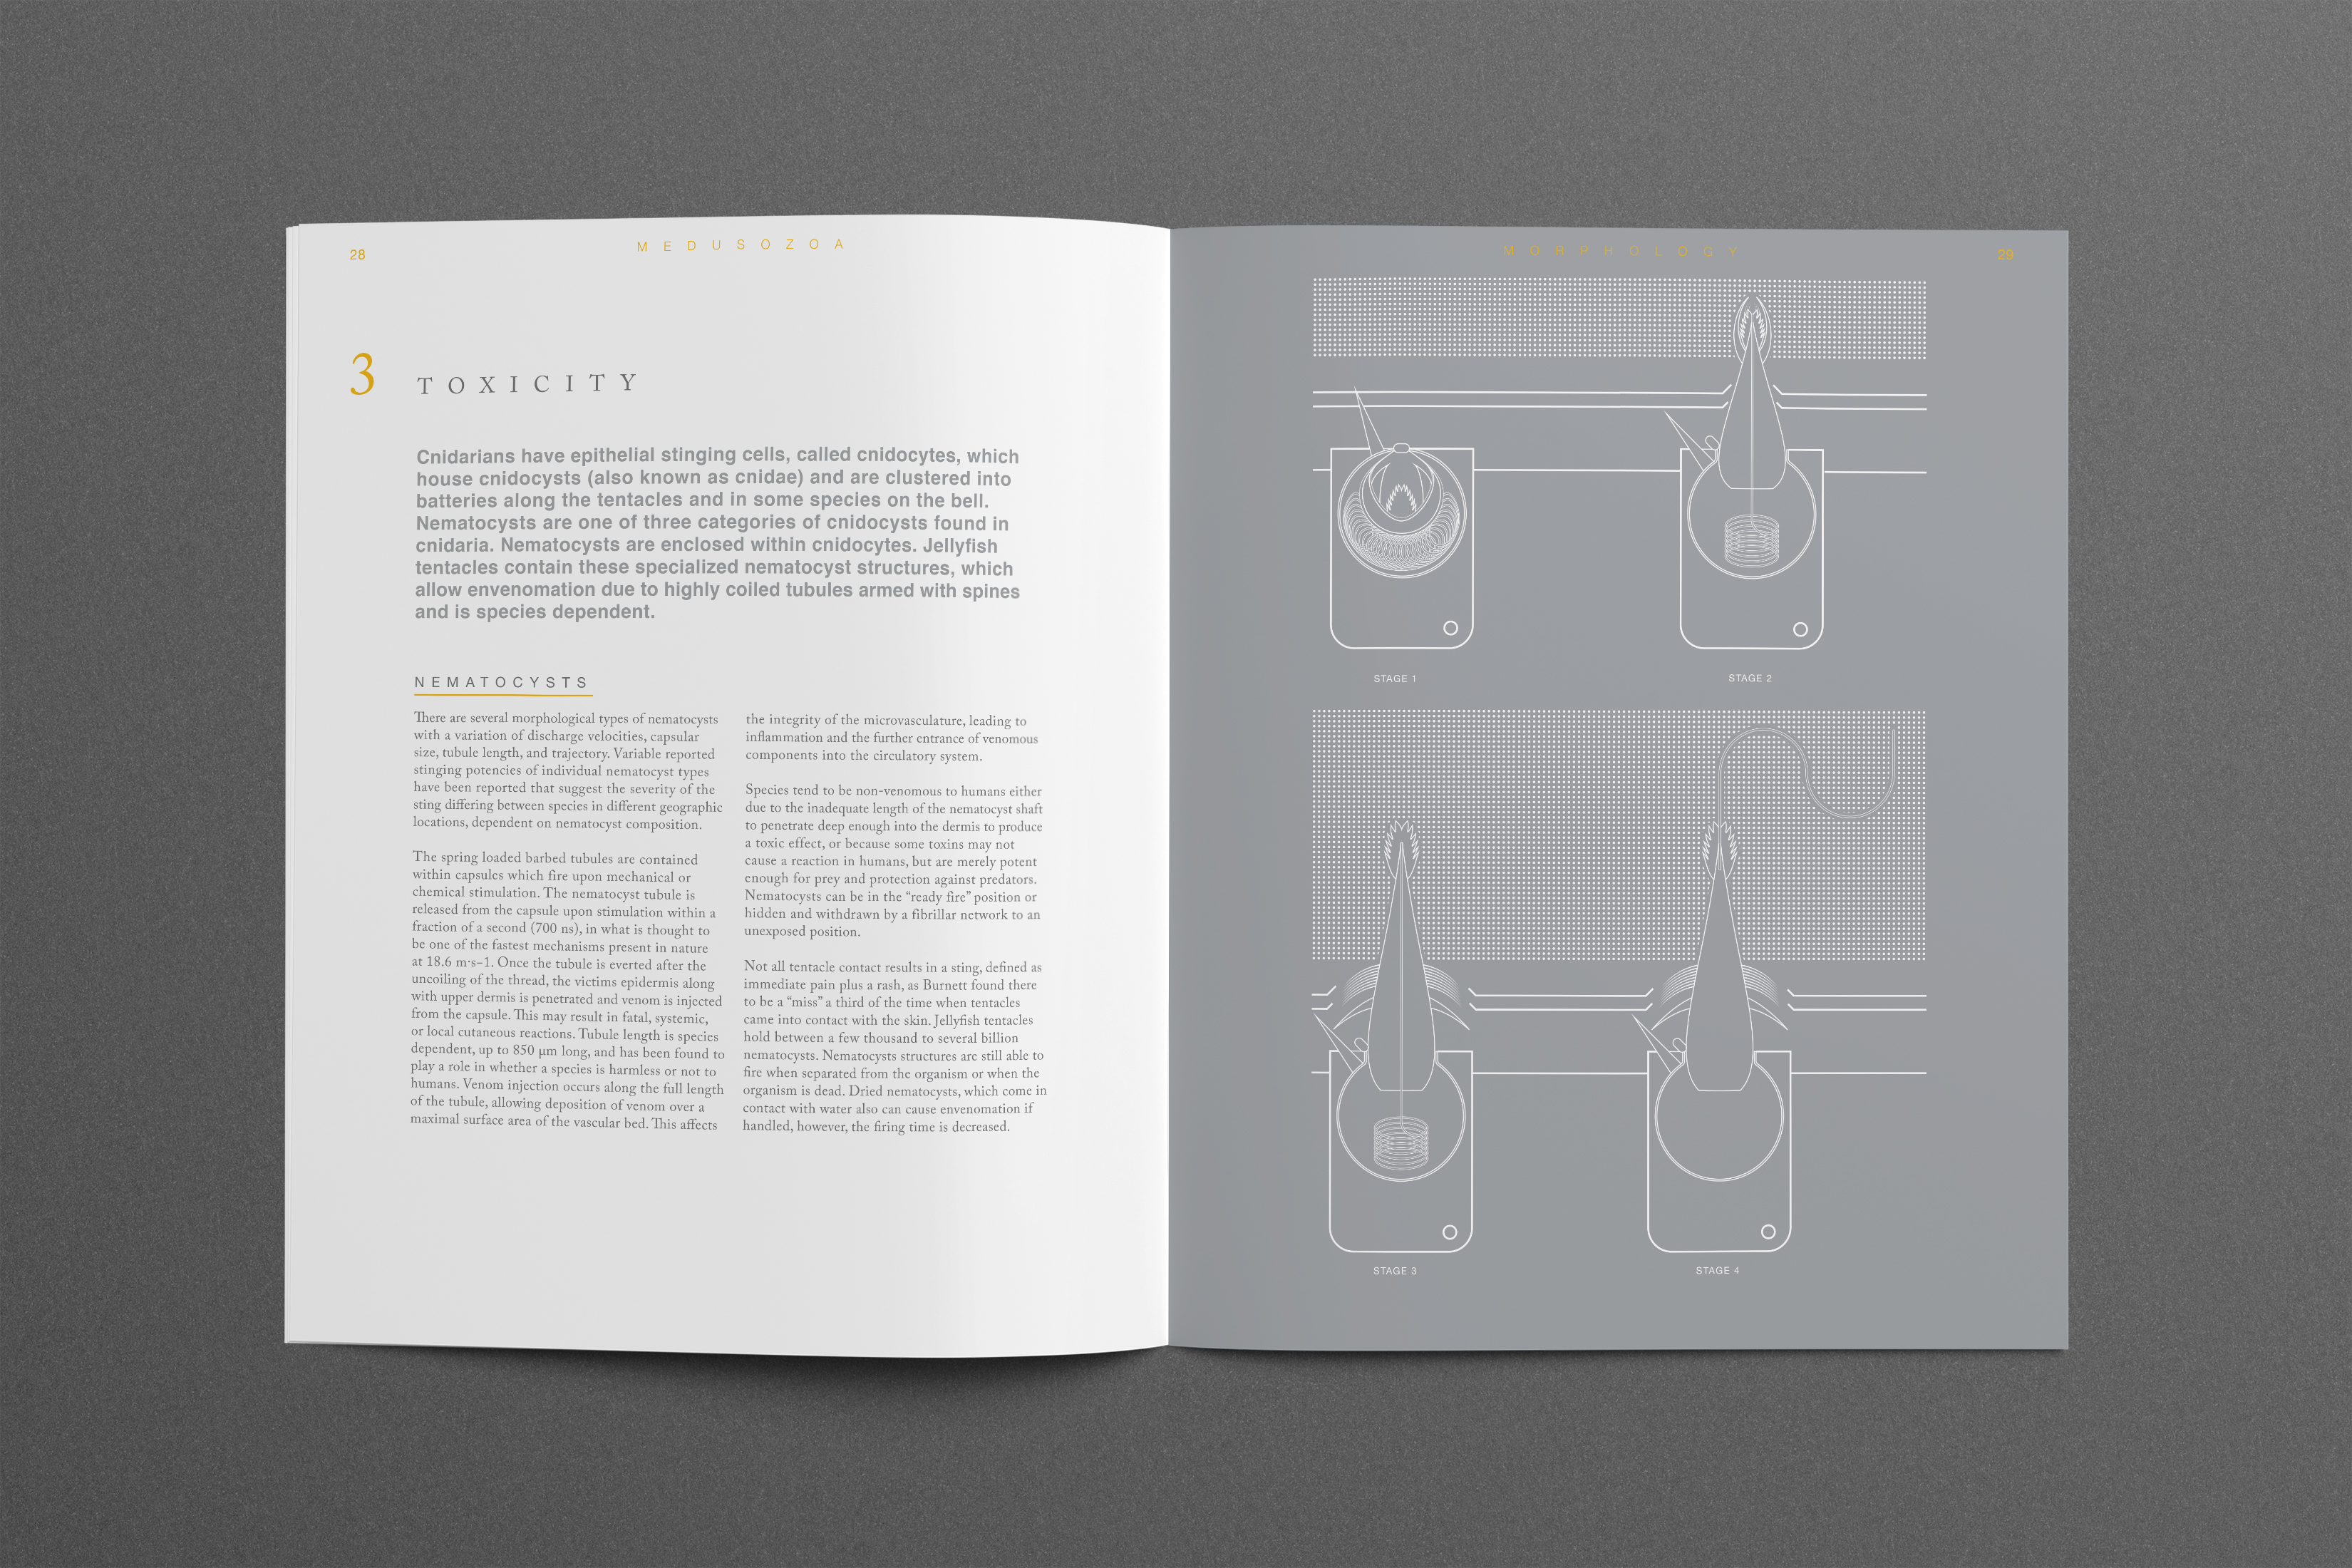 28
MEDUSOZOA
3
TOXICITY
Cnidarians have epithelial stinging cells, called cnidocytes, which
house cnidocysts (also known as cnidae) and are clustered into
batteries along the tentacles and in some species on the bell.
Nematocysts are one of three categories of cnidocysts found in
cnidaria. Nematocysts are enclosed within cnidocytes. Jellyfish
tentacles contain these specialized nematocyst structures, which
allow envenomation due to highly coiled tubules armed with spines
and is species dependent.
NEMATOCYSTS
There are several morphological types of nematocysts
with a variation of discharge velocities, capsular
size, tubule length, and trajectory. Variable reported
stinging potencies of individual nematocyst types
have been reported that suggest the severity of the
sting differing between species in different geographic
locations, dependent on nematocyst composition.
The spring loaded barbed tubules are contained
within capsules which fire upon mechanical or
chemical stimulation. The nematocyst tubule is
released from the capsule upon stimulation within a
fraction of a second (700 ns), in what is thought to
be one of the fastest mechanisms present in nature
at 18.6 m·s–1. Once the tubule is everted after the
uncoiling of the thread, the victims epidermis along
with upper dermis is penetrated and venom is injected
from the capsule. This may result in fatal, systemic,
or local cutaneous reactions. Tubule length is species
dependent, up to 850 µm long, and has been found to
play a role in whether a species is harmless or not to
humans. Venom injection occurs along the full length
of the tubule, allowing deposition of venom over a
maximal surface area of the vascular bed. This affects
the integrity of the microvasculature, leading to
inflammation and the further entrance of venomous
components into the circulatory system.
Species tend to be non-venomous to humans either
due to the inadequate length of the nematocyst shaft
to penetrate deep enough into the dermis to produce
a toxic effect, or because some toxins may not
cause a reaction in humans, but are merely potent
enough for prey and protection against predators.
Nematocysts can be in the “ready fire” position or
hidden and withdrawn by a fibrillar network to an
unexposed position.
Not all tentacle contact results in a sting, defined as
immediate pain plus a rash, as Burnett found there
to be a “miss” a third of the time when tentacles
came into contact with the skin. Jellyfish tentacles
hold between a few thousand to several billion
nematocysts. Nematocysts structures are still able to
fire when separated from the organism or when the
organism is dead. Dried nematocysts, which come in
contact with water also can cause envenomation if
handled, however, the firing time is decreased.
MORPHOLOGY
29
STAGE 1
STAGE 2
STAGE 3
STAGE 4